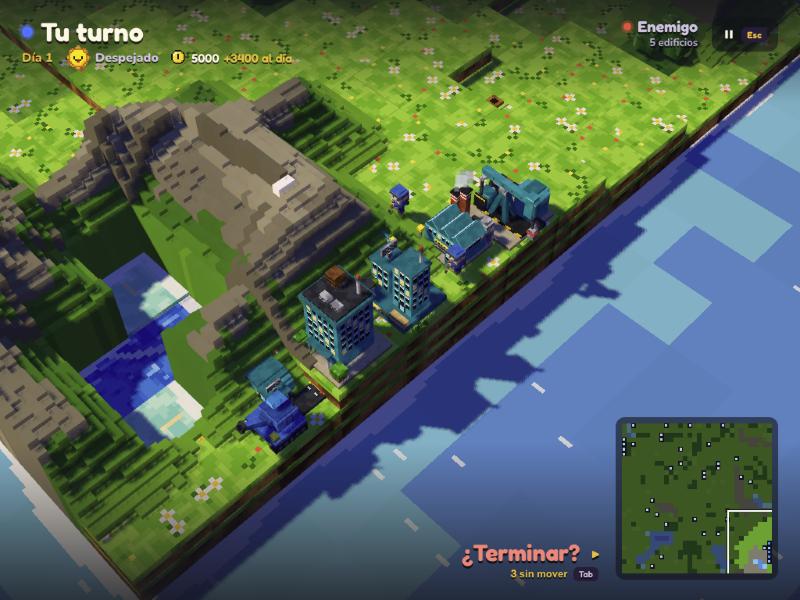 Tu turno
Día 1 Despejado 5000 +3400 al día
Enemigo
5 edificios
Esc
¿Terminar?
3 sin mover Tab